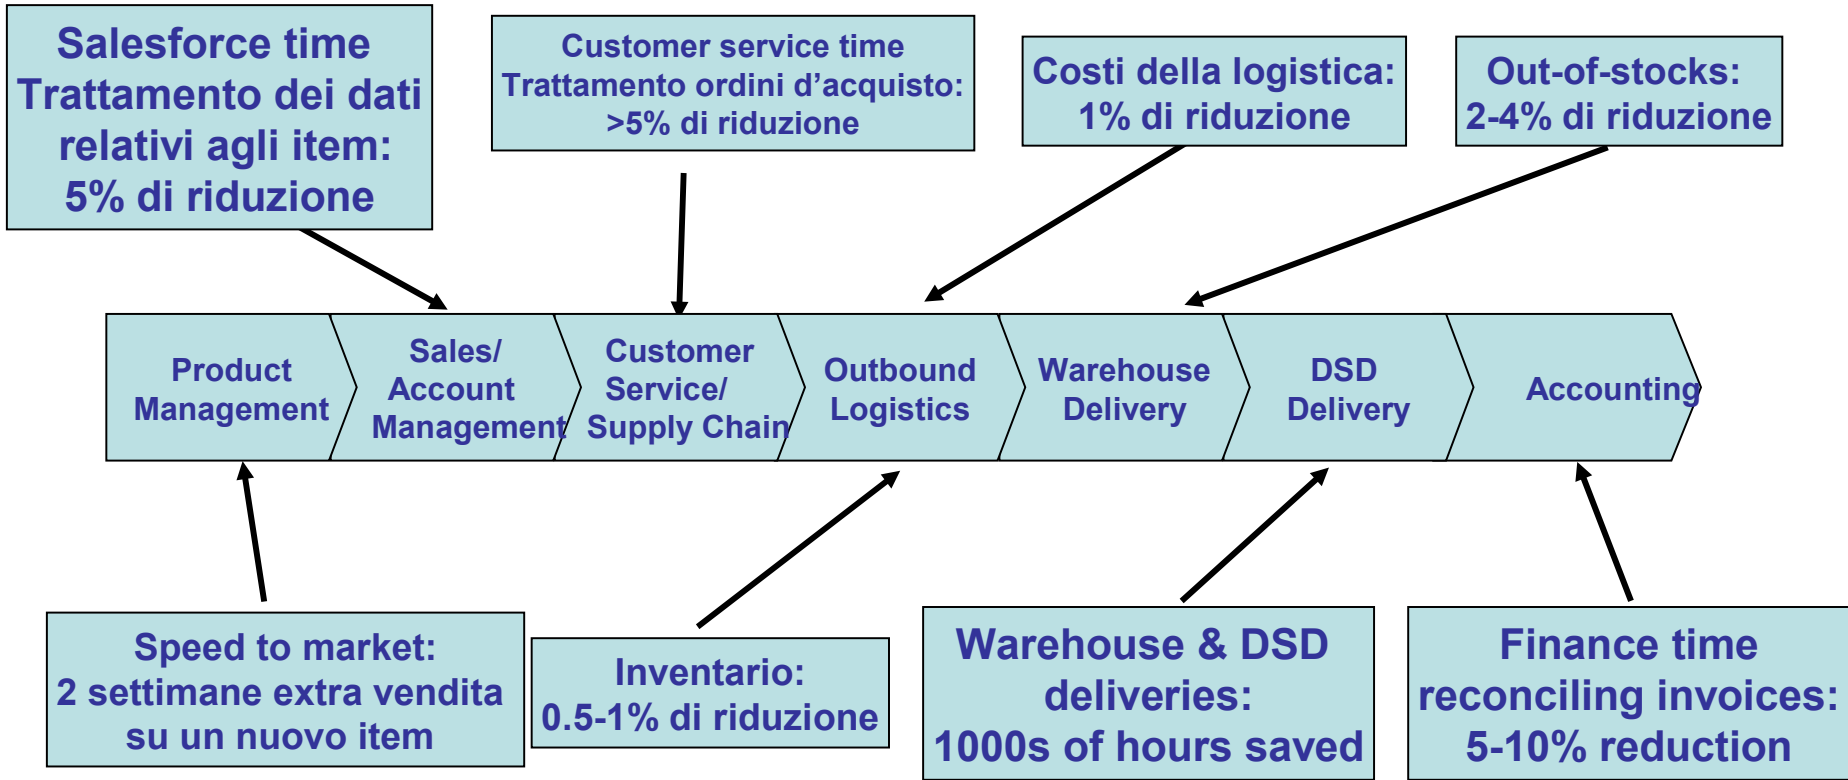 Salesforce time
Trattamento dei dati
relativi agli item:
5% di riduzione
Customer service time
Trattamento ordini d’acquisto:
>5% di riduzione
Costi della logistica:
1% di riduzione
Out-of-stocks:
2-4% di riduzione
Product
Management
Sales/
Account
Management
Customer
Service/
Supply Chain
Outbound
Logistics
Warehouse
Delivery
DSD
Delivery
Accounting
Speed to market:
2 settimane extra vendita
su un nuovo item
Inventario:
0.5-1% di riduzione
Warehouse & DSD
deliveries:
1000s of hours saved
Finance time
reconciling invoices:
5-10% reduction